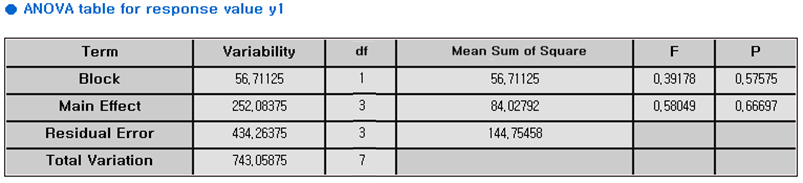 ANOVA table for response value y1
Term Variability df Mean Sum of Square F P
Block 56,71125 1 56,71125 0,39178 0,57575
Main Effect 252,08375 3 84,02792 0,58049 0,66697
Residual Error 434,26375 3 144,75458
Total Variation 743,05875 7